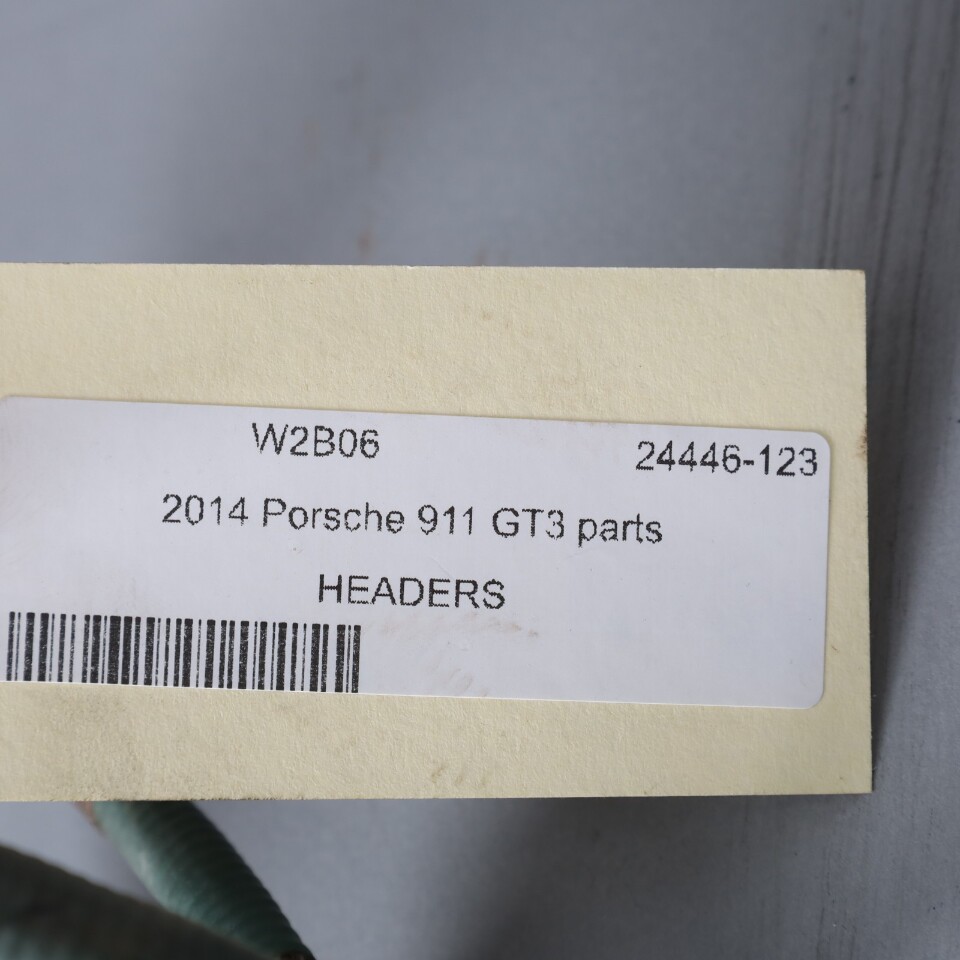 W2B06 24446-123
2014 Porsche 911 GT3 parts
HEADERS